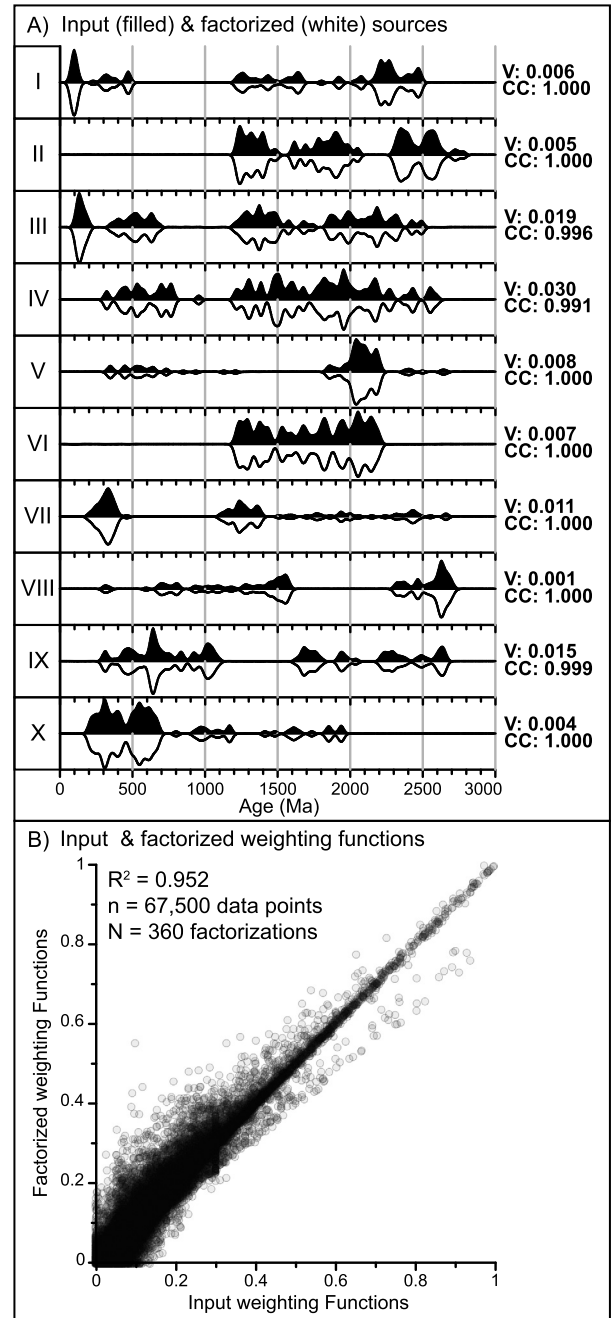 A) Input (filled) & factorized (white) sources
I
V: 0.006
CC: 1.000
II
V: 0.005
CC: 1.000
III
V: 0.019
CC: 0.996
IV
V: 0.030
CC: 0.991
V
V: 0.008
CC: 1.000
VI
V: 0.007
CC: 1.000
VII
V: 0.011
CC: 1.000
VIII
V: 0.001
CC: 1.000
IX
V: 0.015
CC: 0.999
X
V: 0.004
CC: 1.000
0 500 1000 1500 2000 2500 3000
Age (Ma)
B) Input & factorized weighting functions
R² = 0.952
n = 67,500 data points
N = 360 factorizations
Factorized weighting Functions
1
0.8
0.6
0.4
0.2
0
0 0.2 0.4 0.6 0.8 1
Input weighting Functions